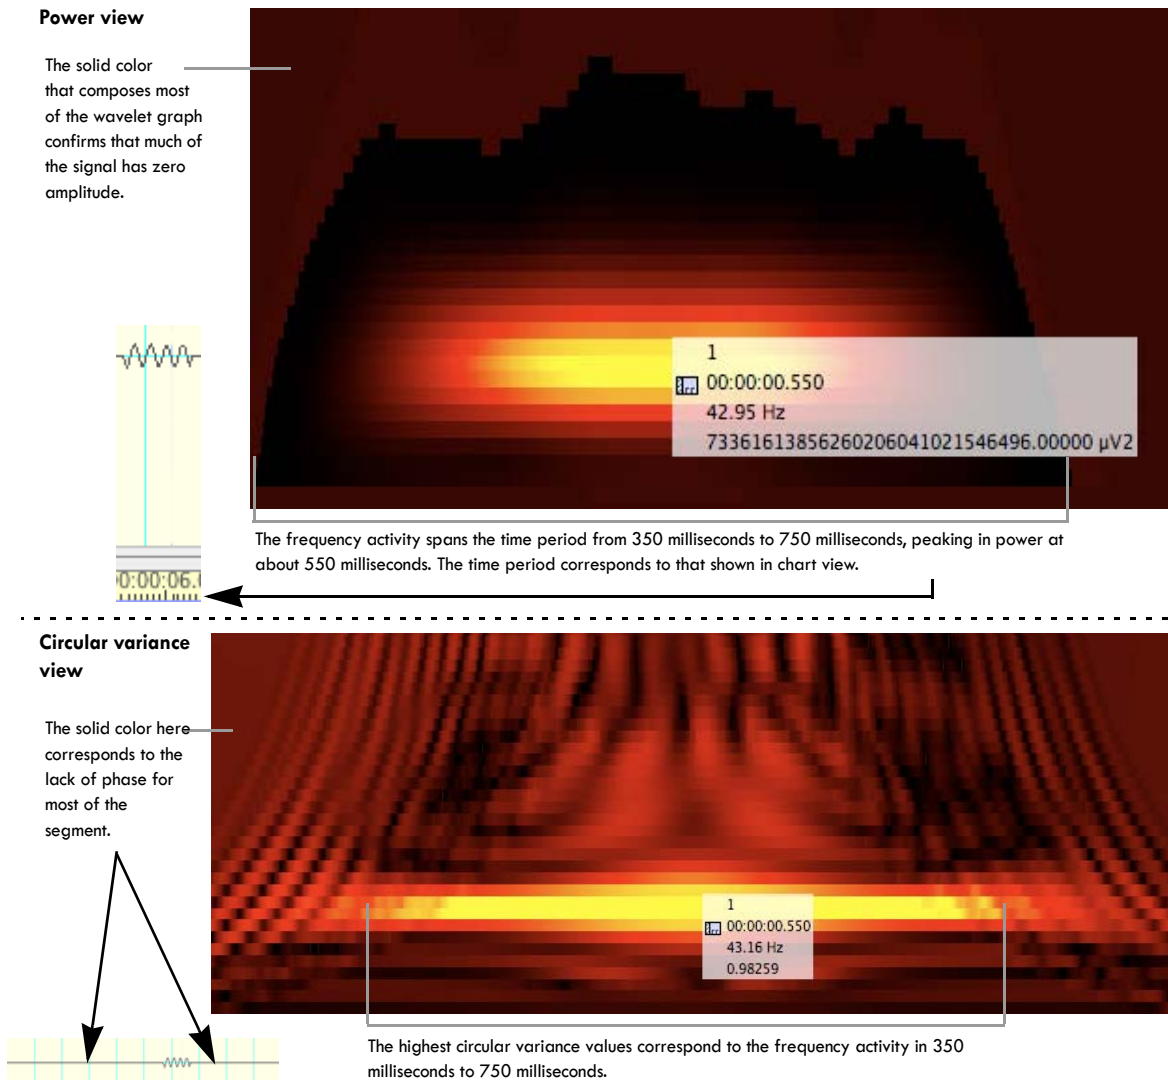 Power view
The solid color
that composes most
of the wavelet graph
confirms that much of
the signal has zero
amplitude.
1
00:00:00.550
42.95 Hz
733616138562602060410215464​96.00000 µV2
The frequency activity spans the time period from 350 milliseconds to 750 milliseconds, peaking in power at
about 550 milliseconds. The time period corresponds to that shown in chart view.
0:00:06.
Circular variance
view
The solid color here
corresponds to the
lack of phase for
most of the
segment.
1
00:00:00.550
43.16 Hz
0.98259
The highest circular variance values correspond to the frequency activity in 350
milliseconds to 750 milliseconds.